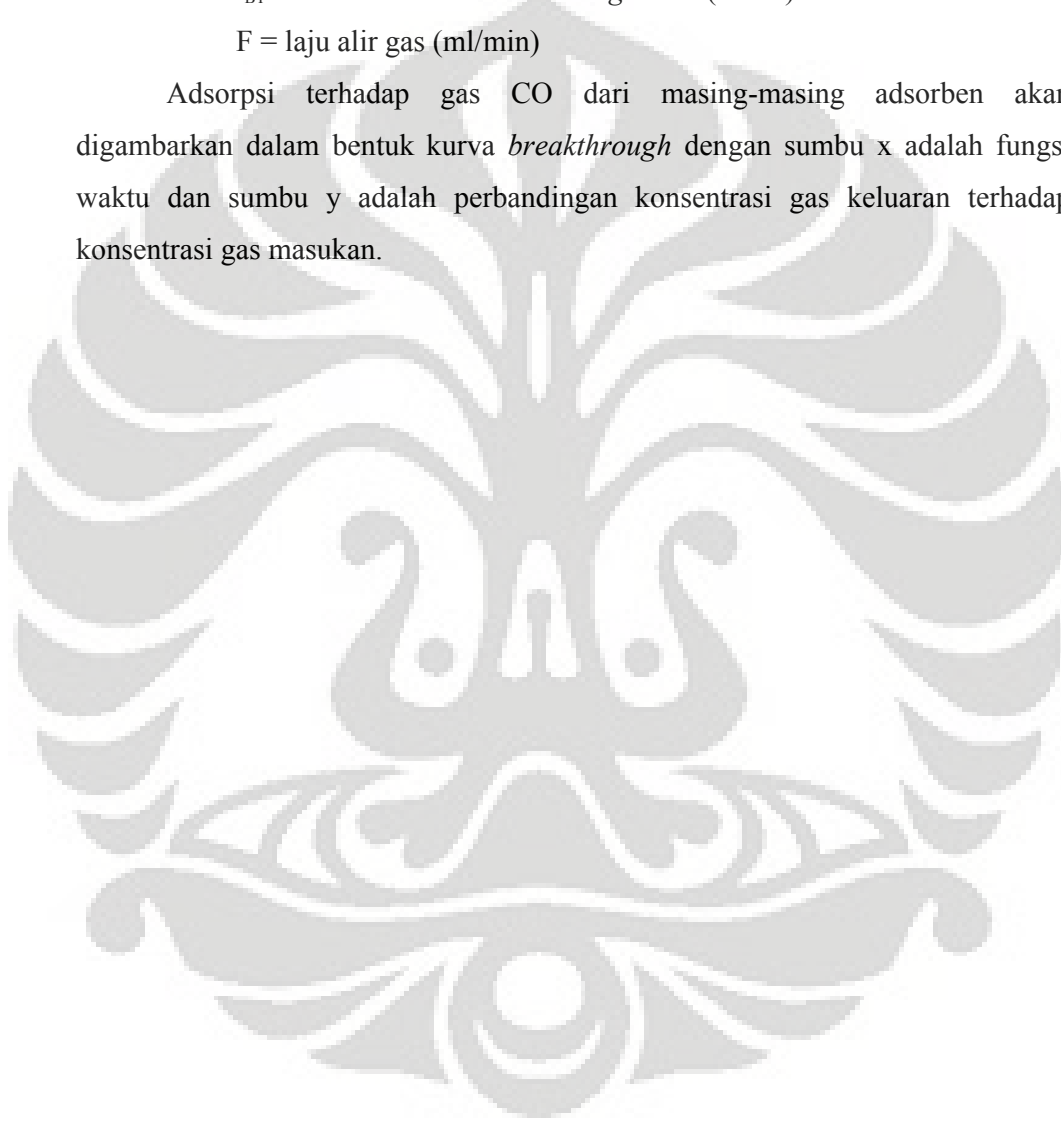 F = laju alir gas (ml/min)
Adsorpsi terhadap gas CO dari masing-masing adsorben akan
digambarkan dalam bentuk kurva breakthrough dengan sumbu x adalah fungsi
waktu dan sumbu y adalah perbandingan konsentrasi gas keluaran terhadap
konsentrasi gas masukan.